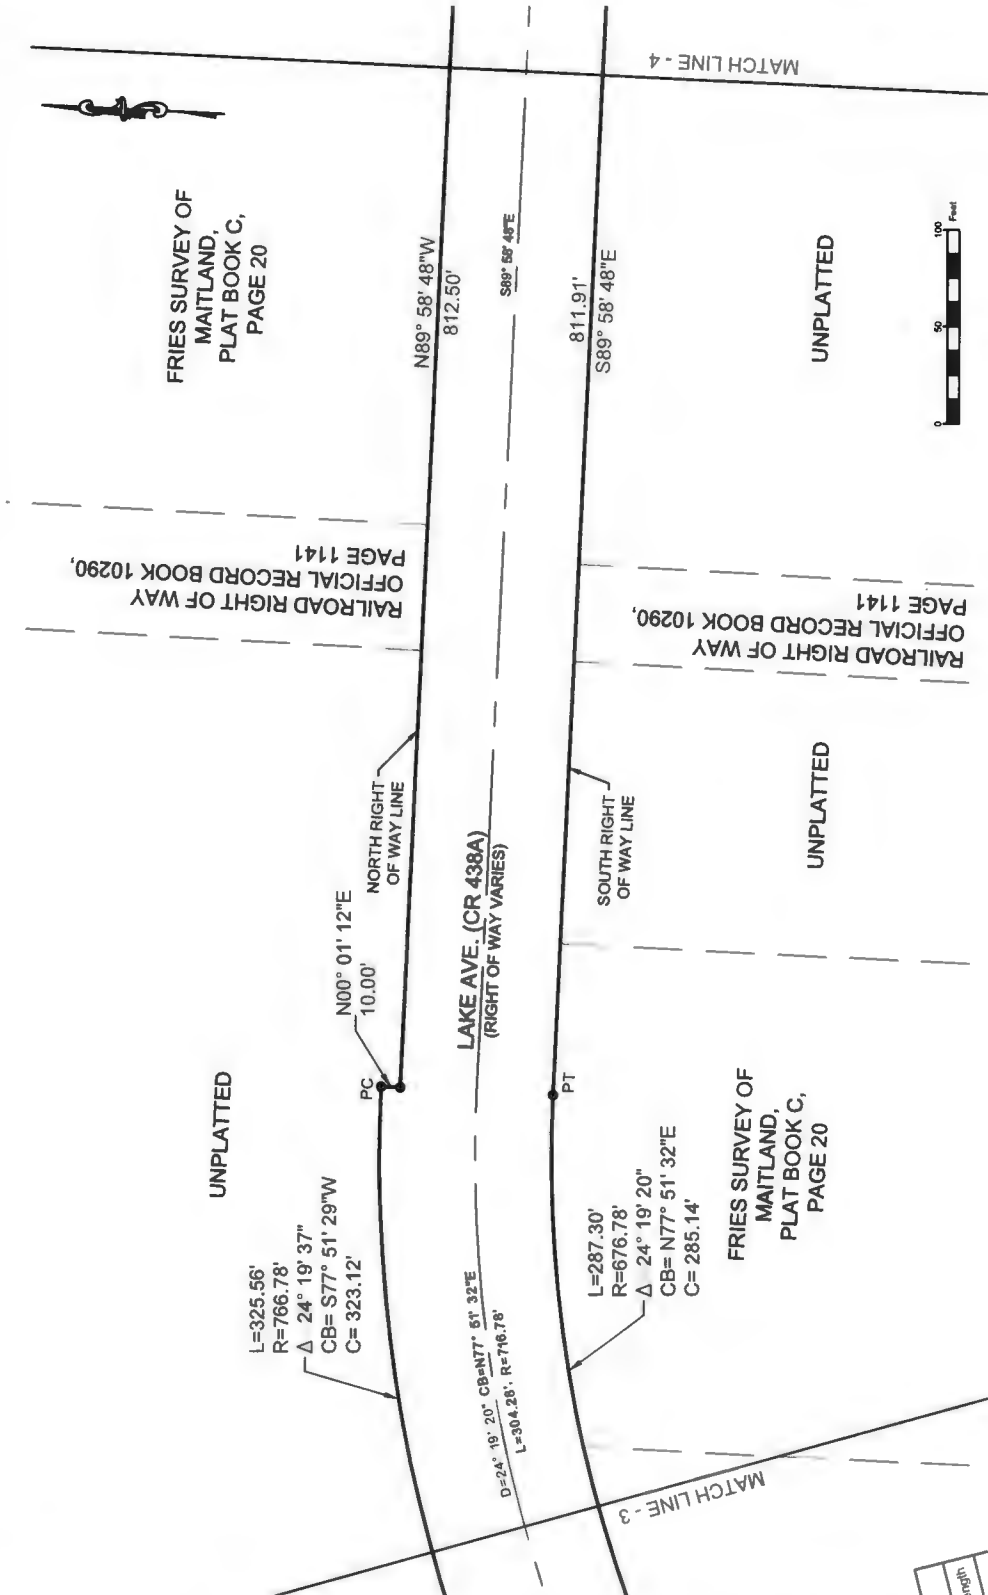 MATCH LINE - 4
FRIES SURVEY OF
MAITLAND,
PLAT BOOK C,
PAGE 20
N89° 58' 48"W
812.50'
S89° 58' 48"E
811.91'
S89° 58' 48"E
UNPLATTED
0
50
100
Feet
RAILROAD RIGHT OF WAY
OFFICIAL RECORD BOOK 10290,
PAGE 1141
RAILROAD RIGHT OF WAY
OFFICIAL RECORD BOOK 10290,
PAGE 1141
NORTH RIGHT
OF WAY LINE
SOUTH RIGHT
OF WAY LINE
UNPLATTED
LAKE AVE. (CR 438A)
(RIGHT OF WAY VARIES)
N00° 01' 12"E
10.00'
PC
PT
UNPLATTED
L=325.56'
R=766.78'
Δ 24° 19' 37"
CB= S77° 51' 29"W
C= 323.12'
D=24° 19' 20" CB=N77° 51' 32"E
L=304.28', R=716.78'
L=287.30'
R=676.78'
Δ 24° 19' 20"
CB= N77° 51' 32"E
C= 285.14'
FRIES SURVEY OF
MAITLAND,
PLAT BOOK C,
PAGE 20
MATCH LINE - 3